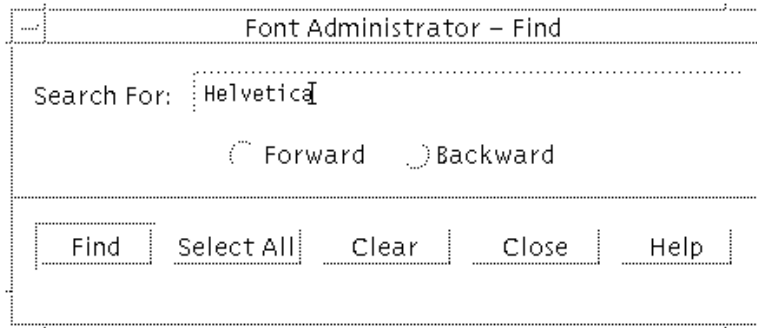 Font Administrator – Find
Search For: Helvetica
Forward Backward
Find Select All Clear Close Help